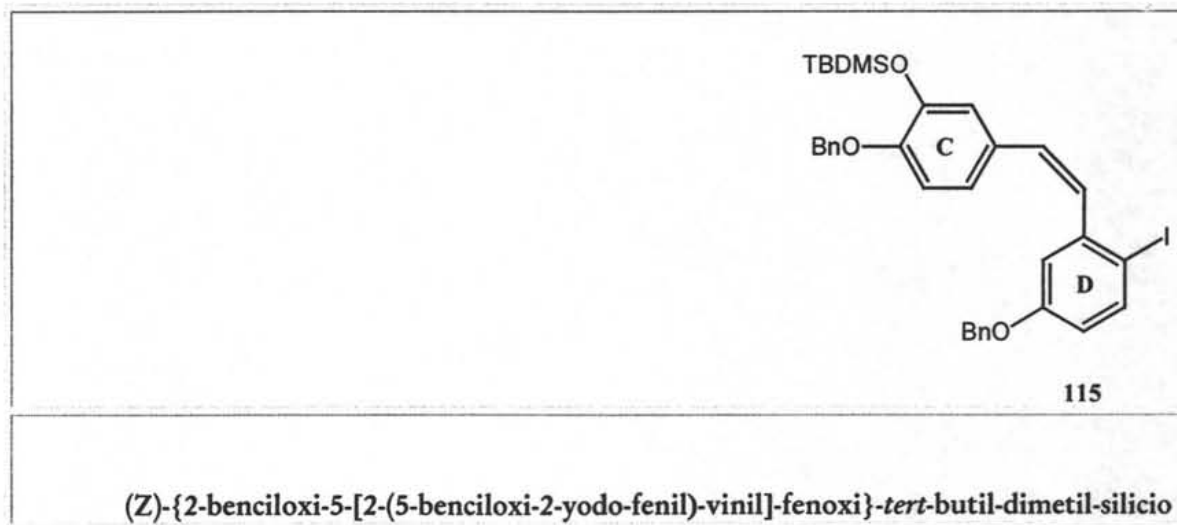 TBDMSO
BnO
C
I
D
BnO
115
(Z)-{2-benciloxi-5-[2-(5-benciloxi-2-yodo-fenil)-vinil]-fenoxi}-tert-butil-dimetil-silicio